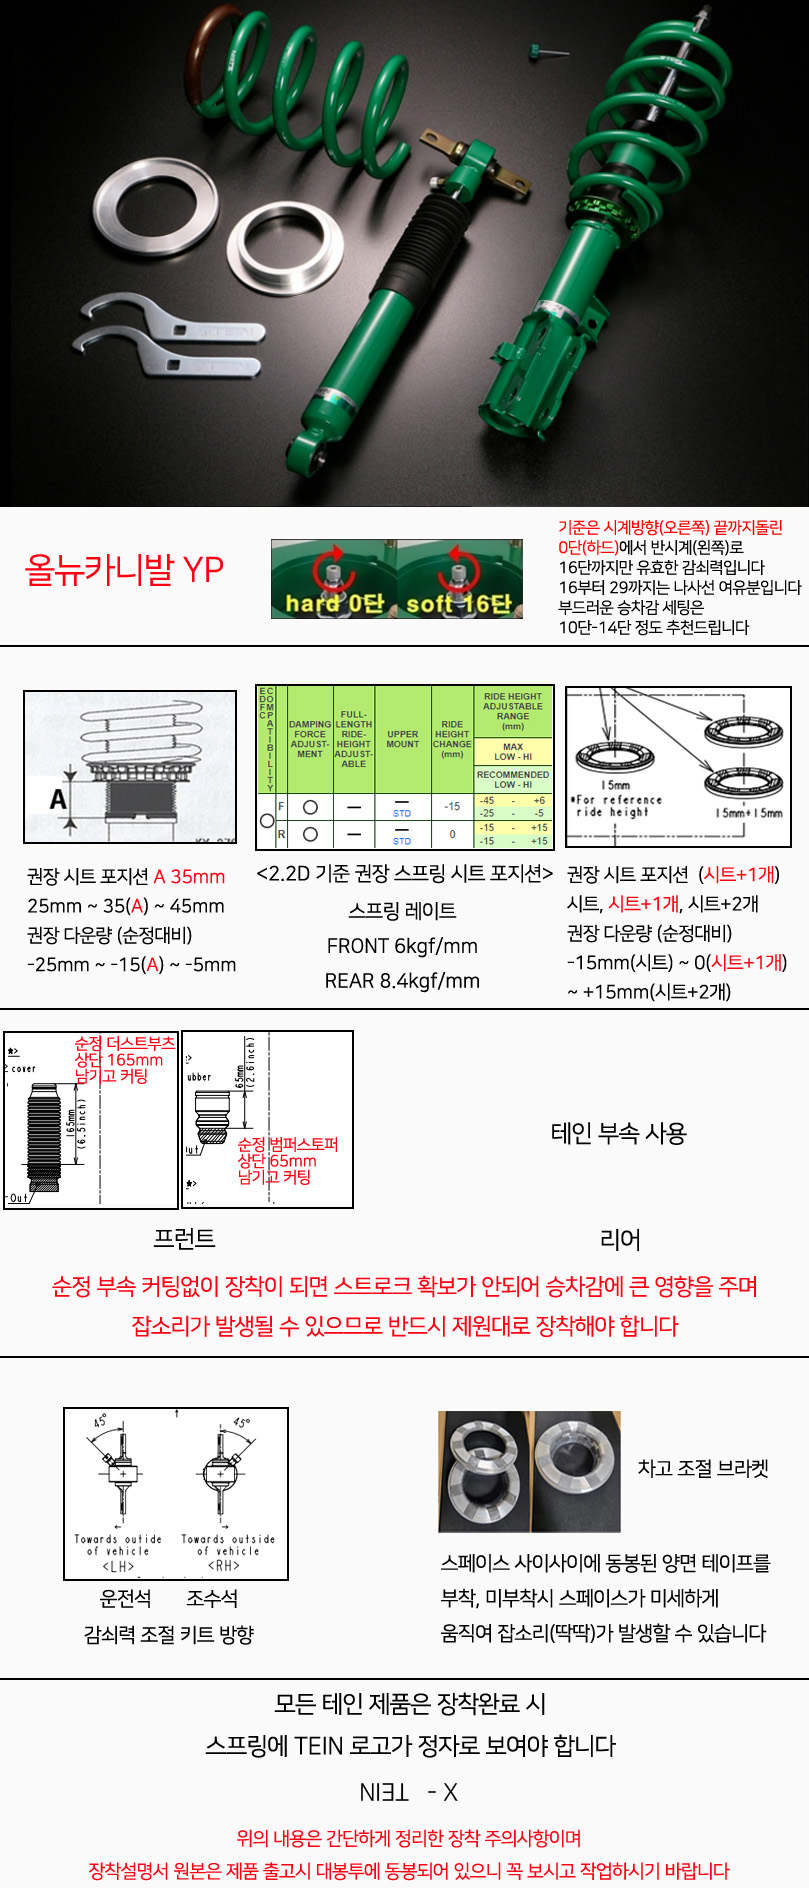 올뉴카니발 YP
hard 0단
soft 16단
기준은 시계방향(오른쪽) 끝까지돌린
0단(하드)에서 반시계(왼쪽)로
16단까지만 유효한 감쇠력입니다
16부터 29까지는 나사선 여유분입니다
부드러운 승차감 세팅은
10단-14단 정도 추천드립니다
A
권장 시트 포지션 A 35mm
25mm ~ 35(A) ~ 45mm
권장 다운량 (순정대비)
-25mm ~ -15(A) ~ -5mm
EDFC COMPATIBILITY
DAMPING FORCE ADJUST-MENT
FULL-LENGTH RIDE-HEIGHT ADJUST-ABLE
UPPER MOUNT
RIDE HEIGHT CHANGE (mm)
RIDE HEIGHT ADJUSTABLE RANGE (mm)
MAX LOW - HI
RECOMMENDED LOW - HI
F ○ — — STD -15 -45 - +6
-25 - -5
R ○ — — STD 0 -15 - +15
-15 - +15
<2.2D 기준 권장 스프링 시트 포지션>
스프링 레이트
FRONT 6kgf/mm
REAR 8.4kgf/mm
15mm
*For reference
ride height
15mm+15mm
권장 시트 포지션 (시트+1개)
시트, 시트+1개, 시트+2개
권장 다운량 (순정대비)
-15mm(시트) ~ 0(시트+1개)
~ +15mm(시트+2개)
cover
순정 더스트부츠
상단 165mm
남기고 커팅
165mm
(6.5inch)
Out
ubber
65mm
(2.6inch)
ut
순정 범퍼스토퍼
상단 65mm
남기고 커팅
테인 부속 사용
프런트
리어
순정 부속 커팅없이 장착이 되면 스트로크 확보가 안되어 승차감에 큰 영향을 주며
잡소리가 발생될 수 있으므로 반드시 제원대로 장착해야 합니다
45°
45°
Towards outide
of vehicle
<LH>
Towards outside
of vehicle
<RH>
운전석 조수석
감쇠력 조절 키트 방향
차고 조절 브라켓
스페이스 사이사이에 동봉된 양면 테이프를
부착, 미부착시 스페이스가 미세하게
움직여 잡소리(딱딱)가 발생할 수 있습니다
모든 테인 제품은 장착완료 시
스프링에 TEIN 로고가 정자로 보여야 합니다
TEIN - X
위의 내용은 간단하게 정리한 장착 주의사항이며
장착설명서 원본은 제품 출고시 대봉투에 동봉되어 있으니 꼭 보시고 작업하시기 바랍니다